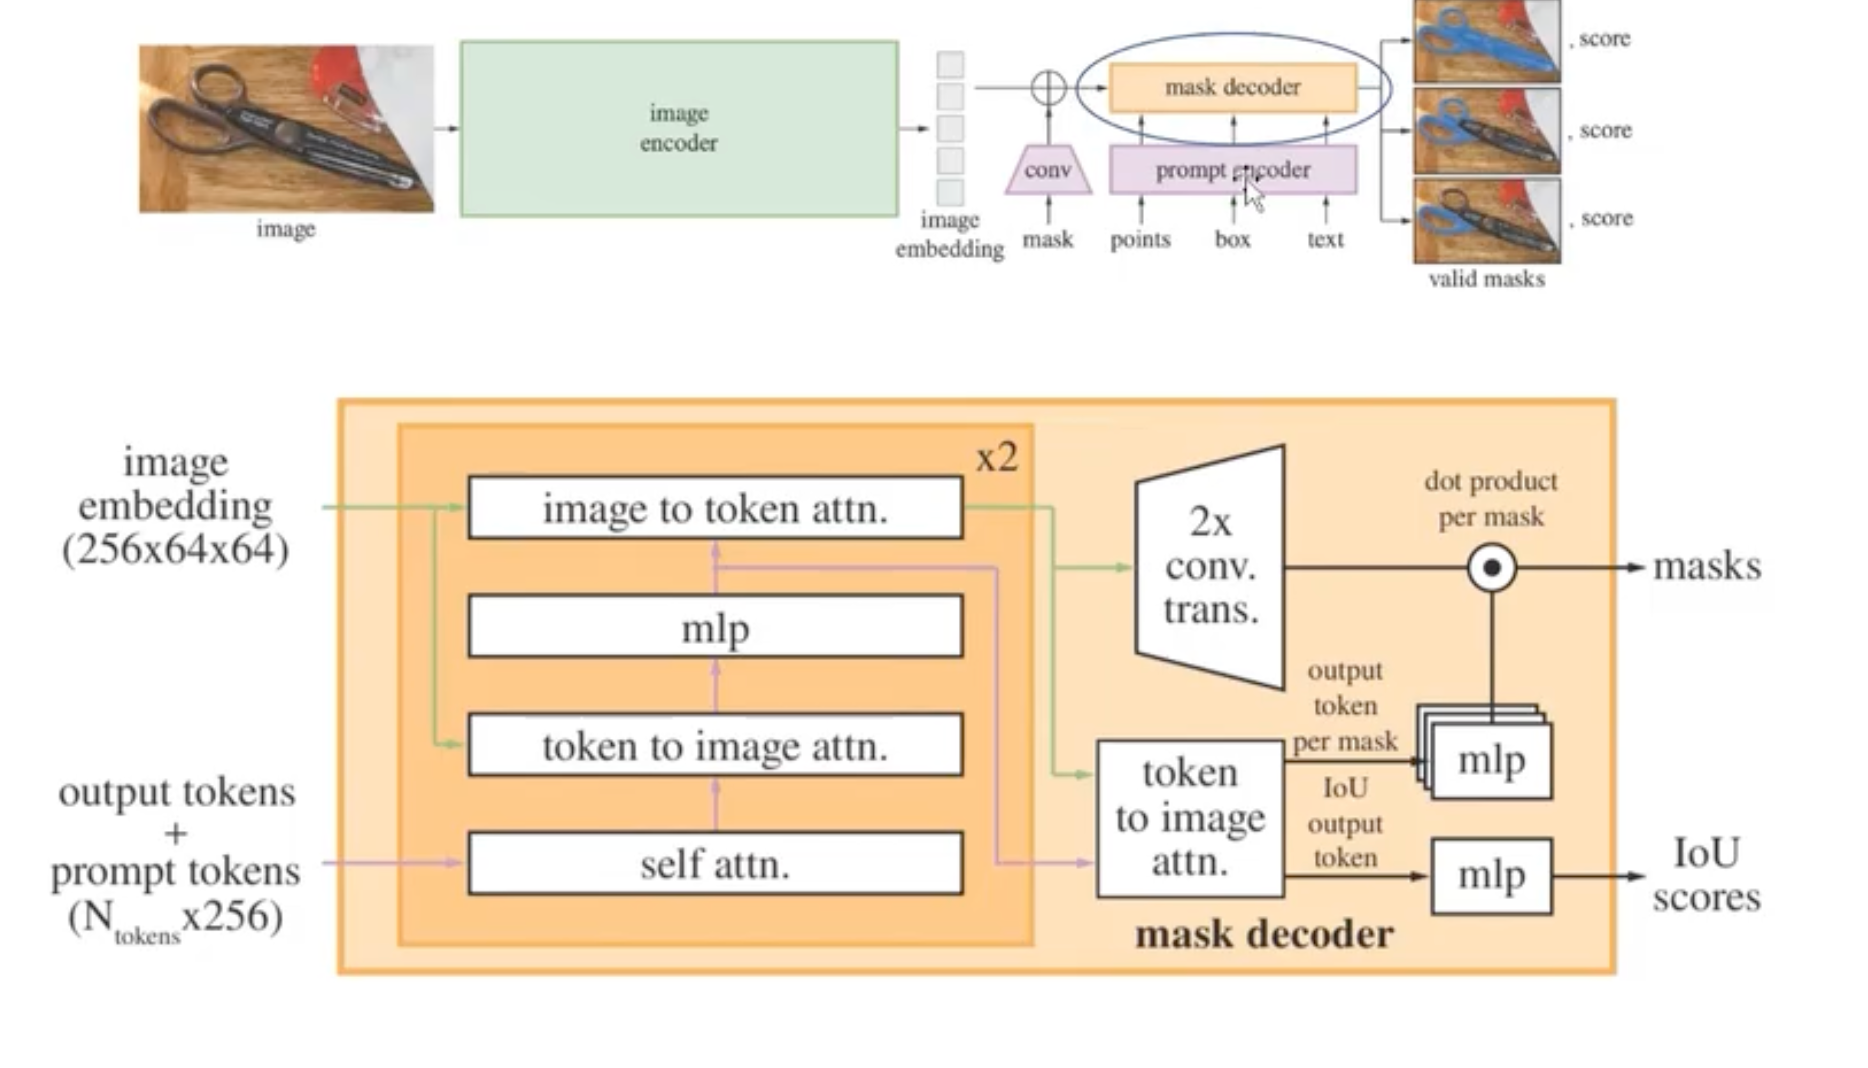 image
image
encoder
image
embedding
conv
mask
mask decoder
prompt encoder
points
box
text
, score
, score
, score
valid masks
image
embedding
(256x64x64)
output tokens
+
prompt tokens
(Ntokensx256)
x2
image to token attn.
mlp
token to image attn.
self attn.
2x
conv.
trans.
token
to image
attn.
dot product
per mask
output
token
per mask
mlp
IoU
output
token
mlp
mask decoder
masks
IoU
scores